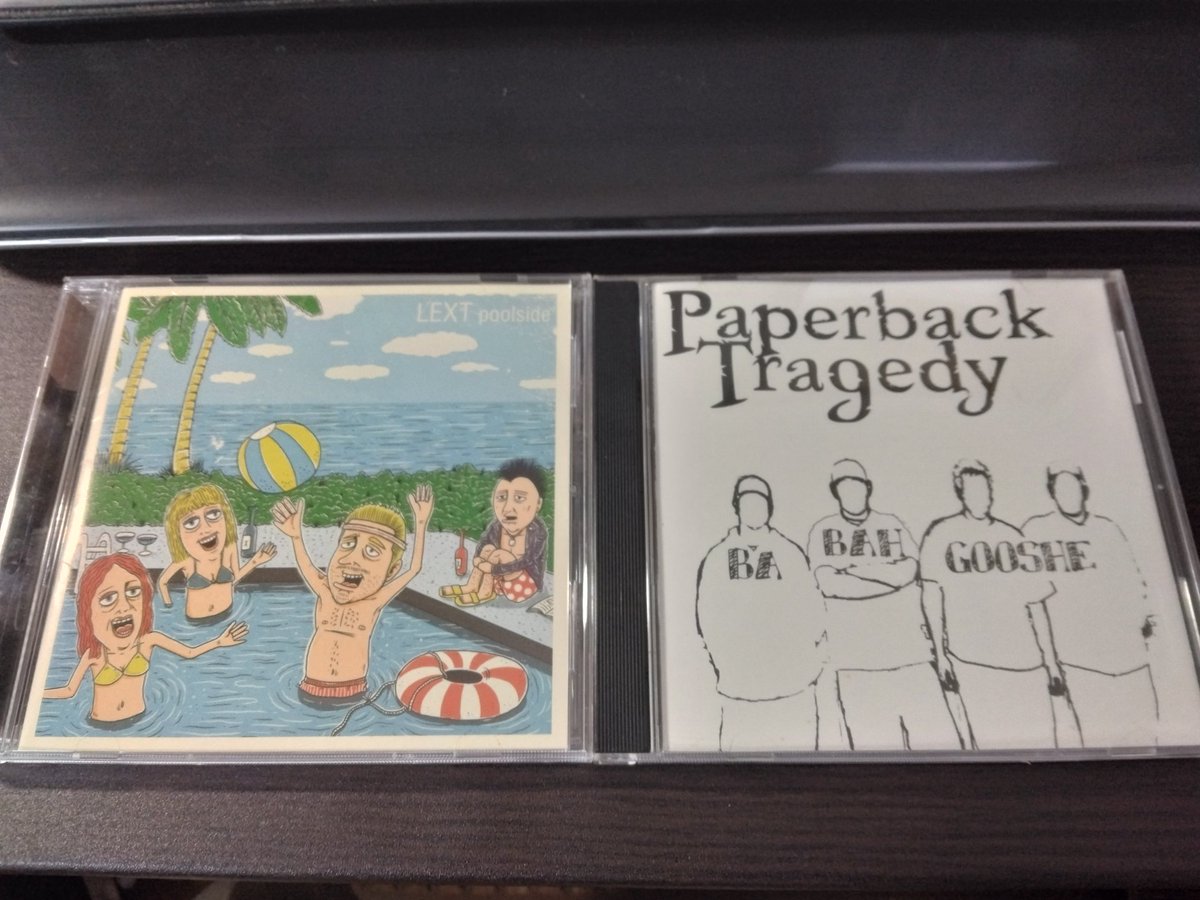 L'EXT poolside
Paperback
Tragedy
BA
BAH
GOOSHE